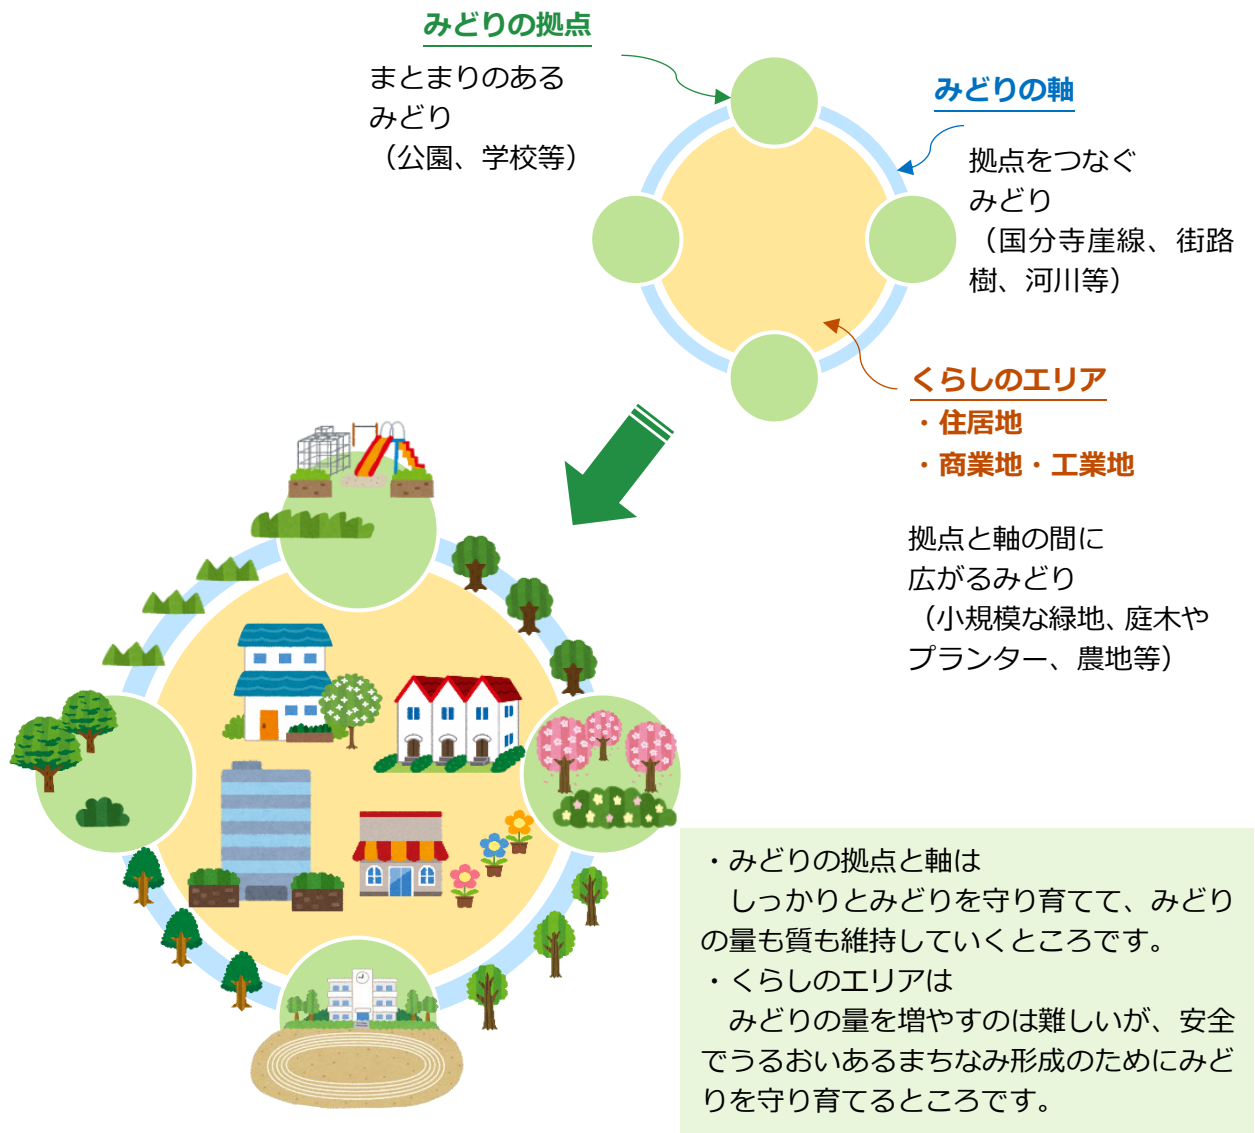 みどりの拠点
まとまりのある
みどり
（公園、学校等）
みどりの軸
拠点をつなぐ
みどり
（国分寺崖線、街路
樹、河川等）
くらしのエリア
・住居地
・商業地・工業地
拠点と軸の間に
広がるみどり
（小規模な緑地、庭木や
プランター、農地等）
・みどりの拠点と軸は
　しっかりとみどりを守り育てて、みどり
の量も質も維持していくところです。
・くらしのエリアは
　みどりの量を増やすのは難しいが、安全
でうるおいあるまちなみ形成のためにみど
りを守り育てるところです。